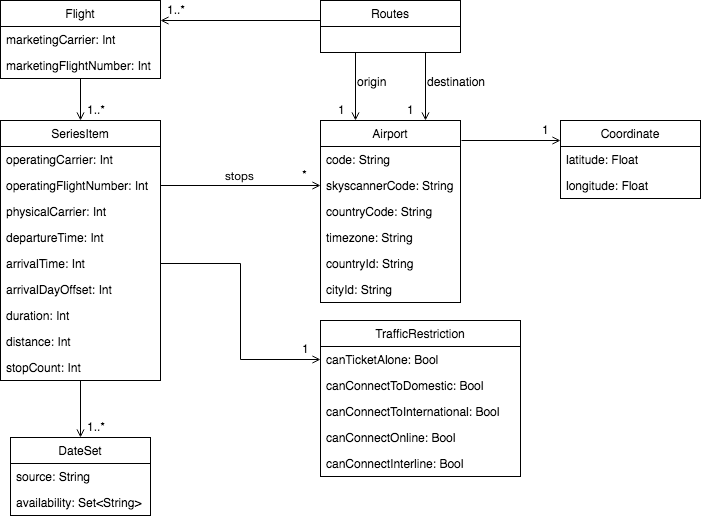 Flight
marketingCarrier: Int
marketingFlightNumber: Int
1..*
Routes
origin
destination
1
1
1..*
SeriesItem
operatingCarrier: Int
operatingFlightNumber: Int
physicalCarrier: Int
departureTime: Int
arrivalTime: Int
arrivalDayOffset: Int
duration: Int
distance: Int
stopCount: Int
stops
*
Airport
code: String
skyscannerCode: String
countryCode: String
timezone: String
countryId: String
cityId: String
1
Coordinate
latitude: Float
longitude: Float
1
TrafficRestriction
canTicketAlone: Bool
canConnectToDomestic: Bool
canConnectToInternational: Bool
canConnectOnline: Bool
canConnectInterline: Bool
1..*
DateSet
source: String
availability: Set<String>